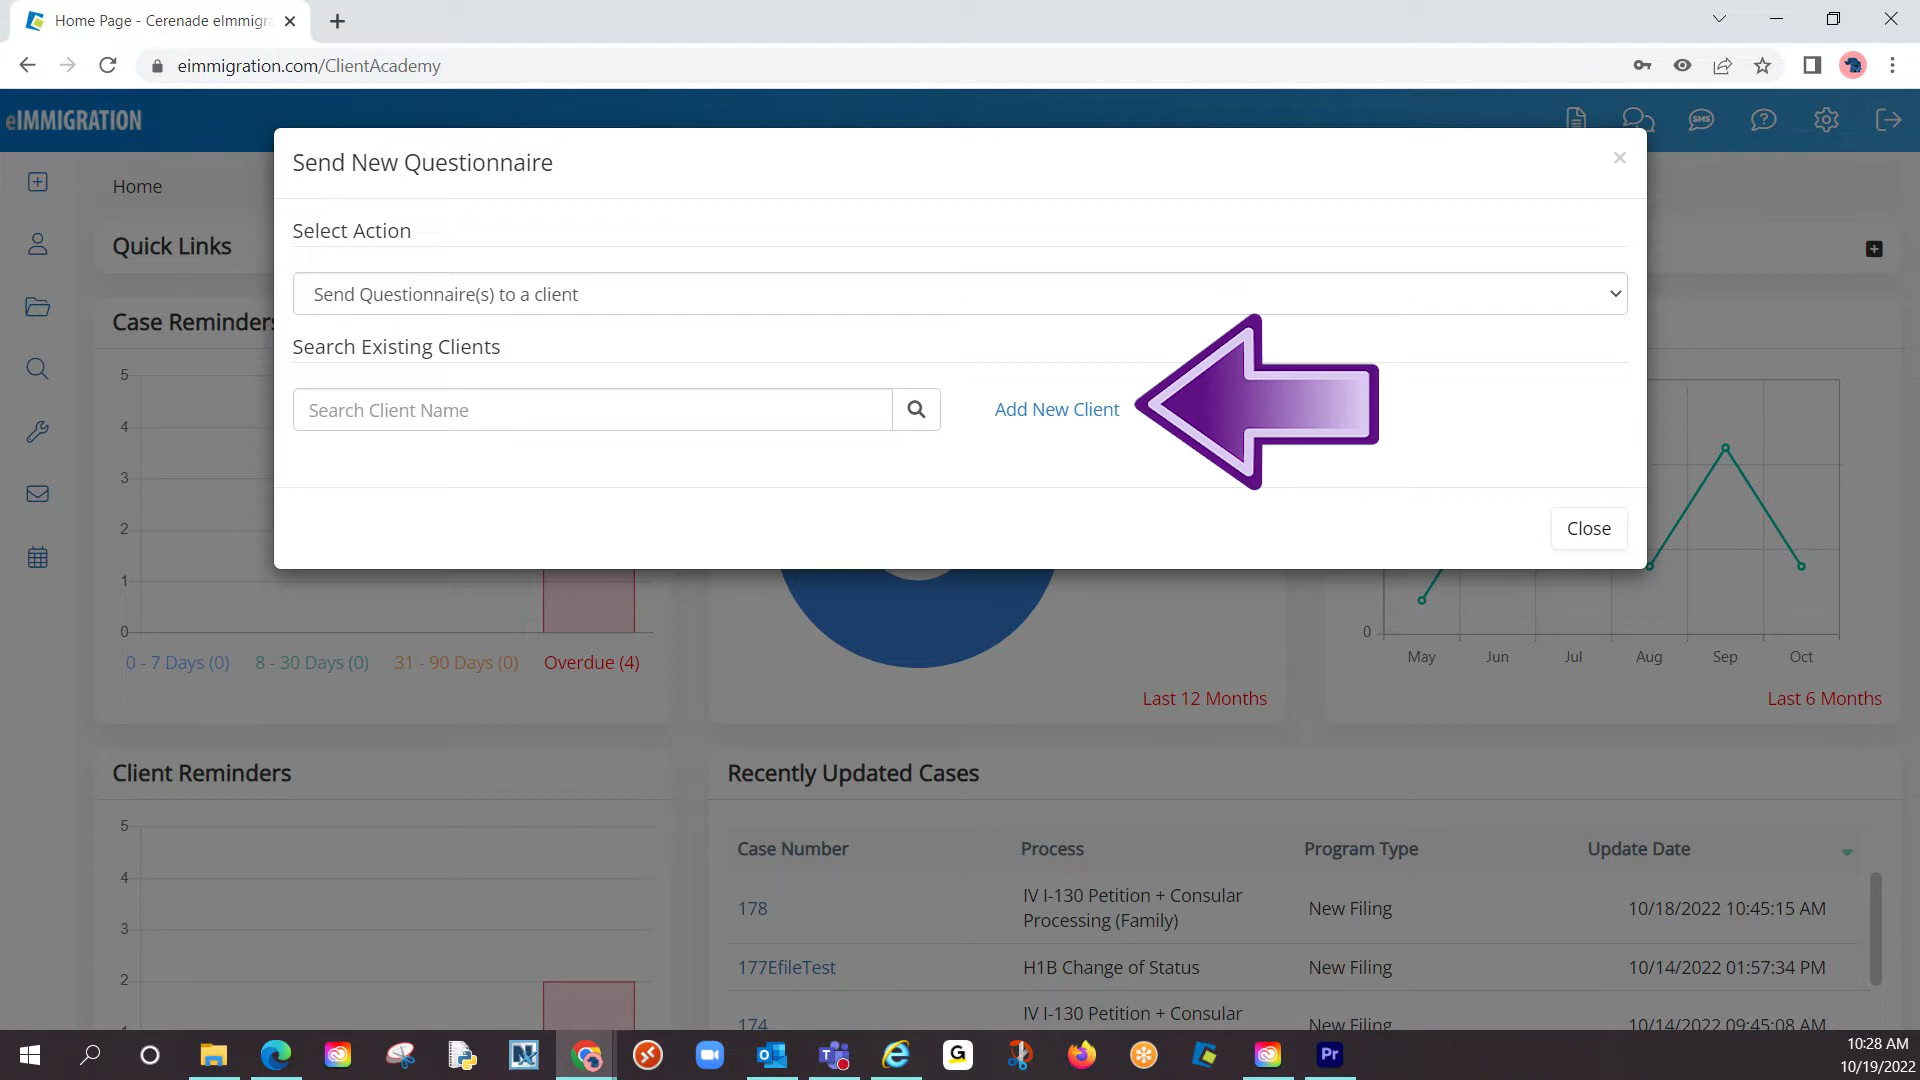 Home Page - Cerenade eImmigra
eimmigration.com/ClientAcademy
eIMMIGRATION
SMS
Home
Quick Links
Send New Questionnaire
Select Action
Send Questionnaire(s) to a client
Search Existing Clients
Search Client Name
Add New Client
Close
Case Reminders
5
4
3
2
1
0
0 - 7 Days (0)
8 - 30 Days (0)
31 - 90 Days (0)
Overdue (4)
Last 12 Months
0
May
Jun
Jul
Aug
Sep
Oct
Last 6 Months
Client Reminders
5
4
3
2
Recently Updated Cases
Case Number
Process
Program Type
Update Date
178
IV I-130 Petition + Consular
Processing (Family)
New Filing
10/18/2022 10:45:15 AM
177EfileTest
H1B Change of Status
New Filing
10/14/2022 01:57:34 PM
174
IV I-130 Petition + Consular
New Filing
10/14/2022 09:45:08 AM
G
Pr
10:28 AM
10/19/2022